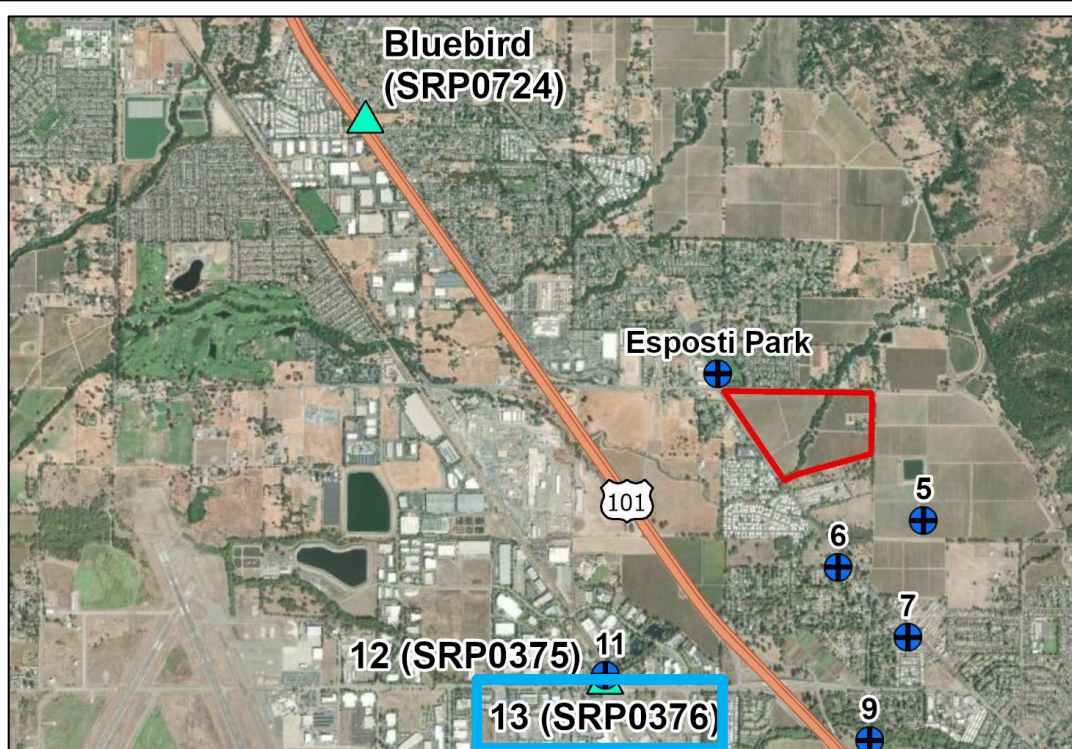 Bluebird
(SRP0724)
Esposti Park
101
5
6
7
11
12 (SRP0375)
13 (SRP0376)
9